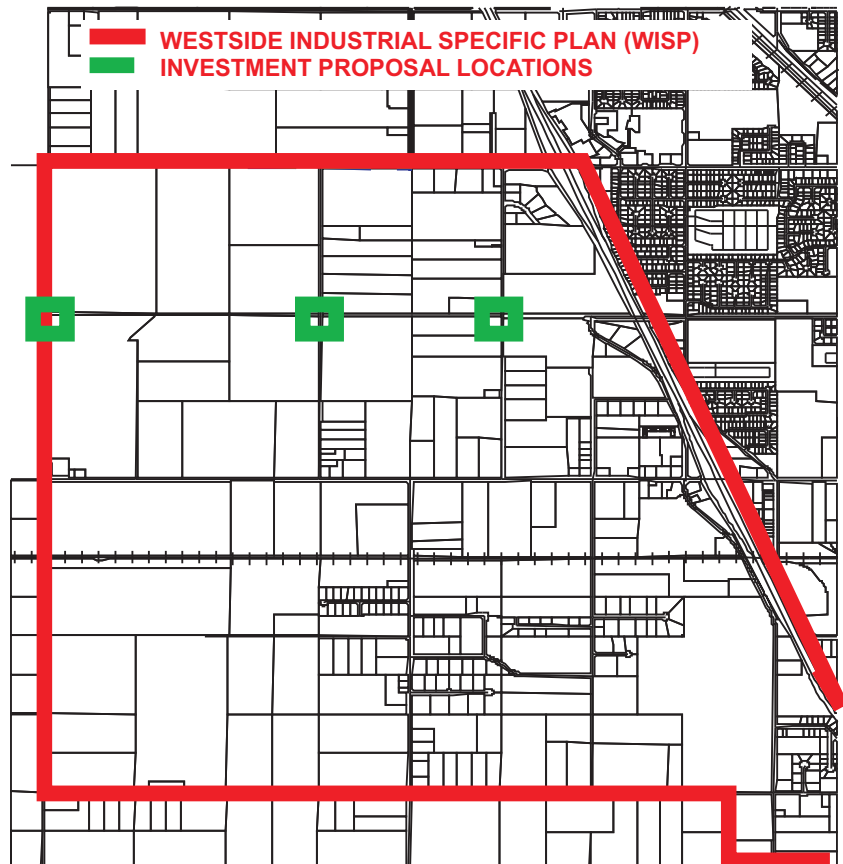 WESTSIDE INDUSTRIAL SPECIFIC PLAN (WISP)
INVESTMENT PROPOSAL LOCATIONS